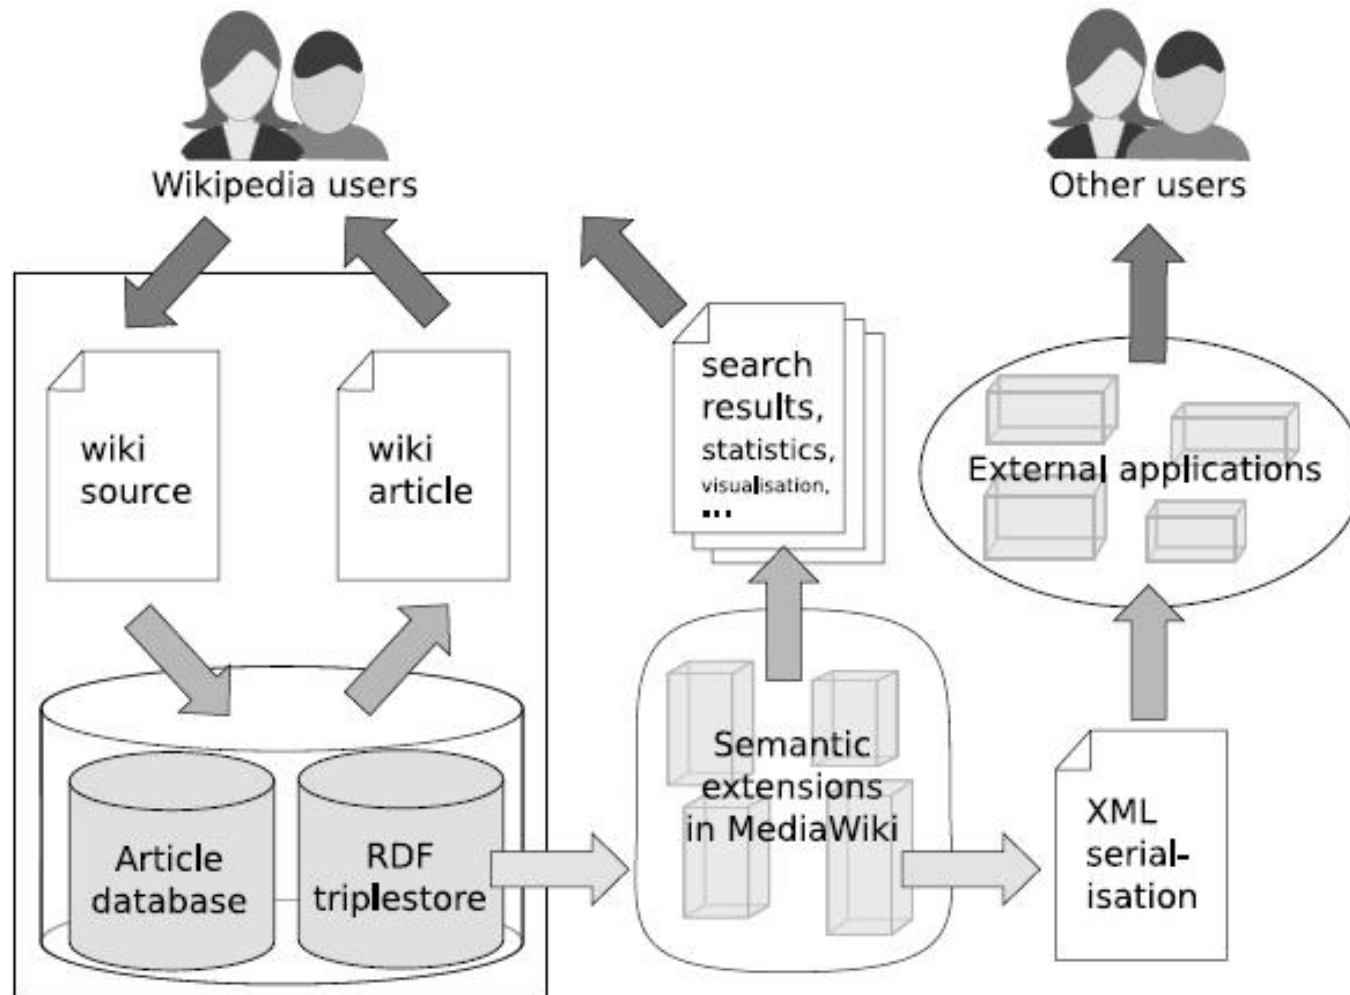 Wikipedia users
Other users
wiki
source
wiki
article
search
results,
statistics,
visualisation,
...
External applications
Semantic
extensions
in MediaWiki
Article
database
RDF
triplestore
XML
serial-
isation